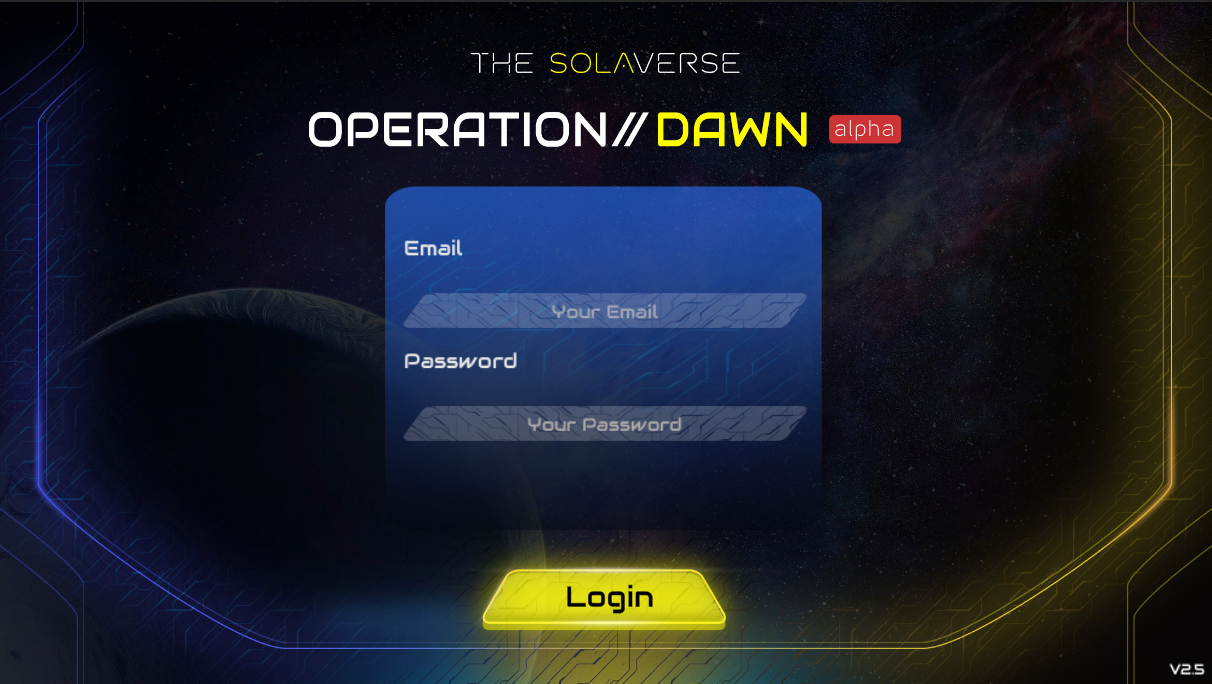 THE SOLAVERSE
OPERATION//DAWN alpha
Email
Your Email
Password
Your Password
Login
V2.5